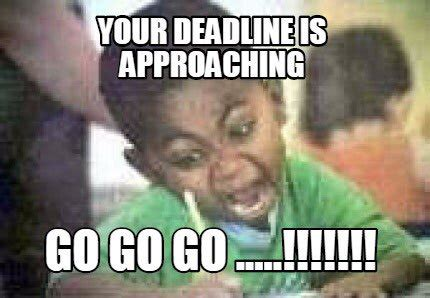 YOUR DEADLINE IS
APPROACHING
GO GO GO .....!!!!!!!